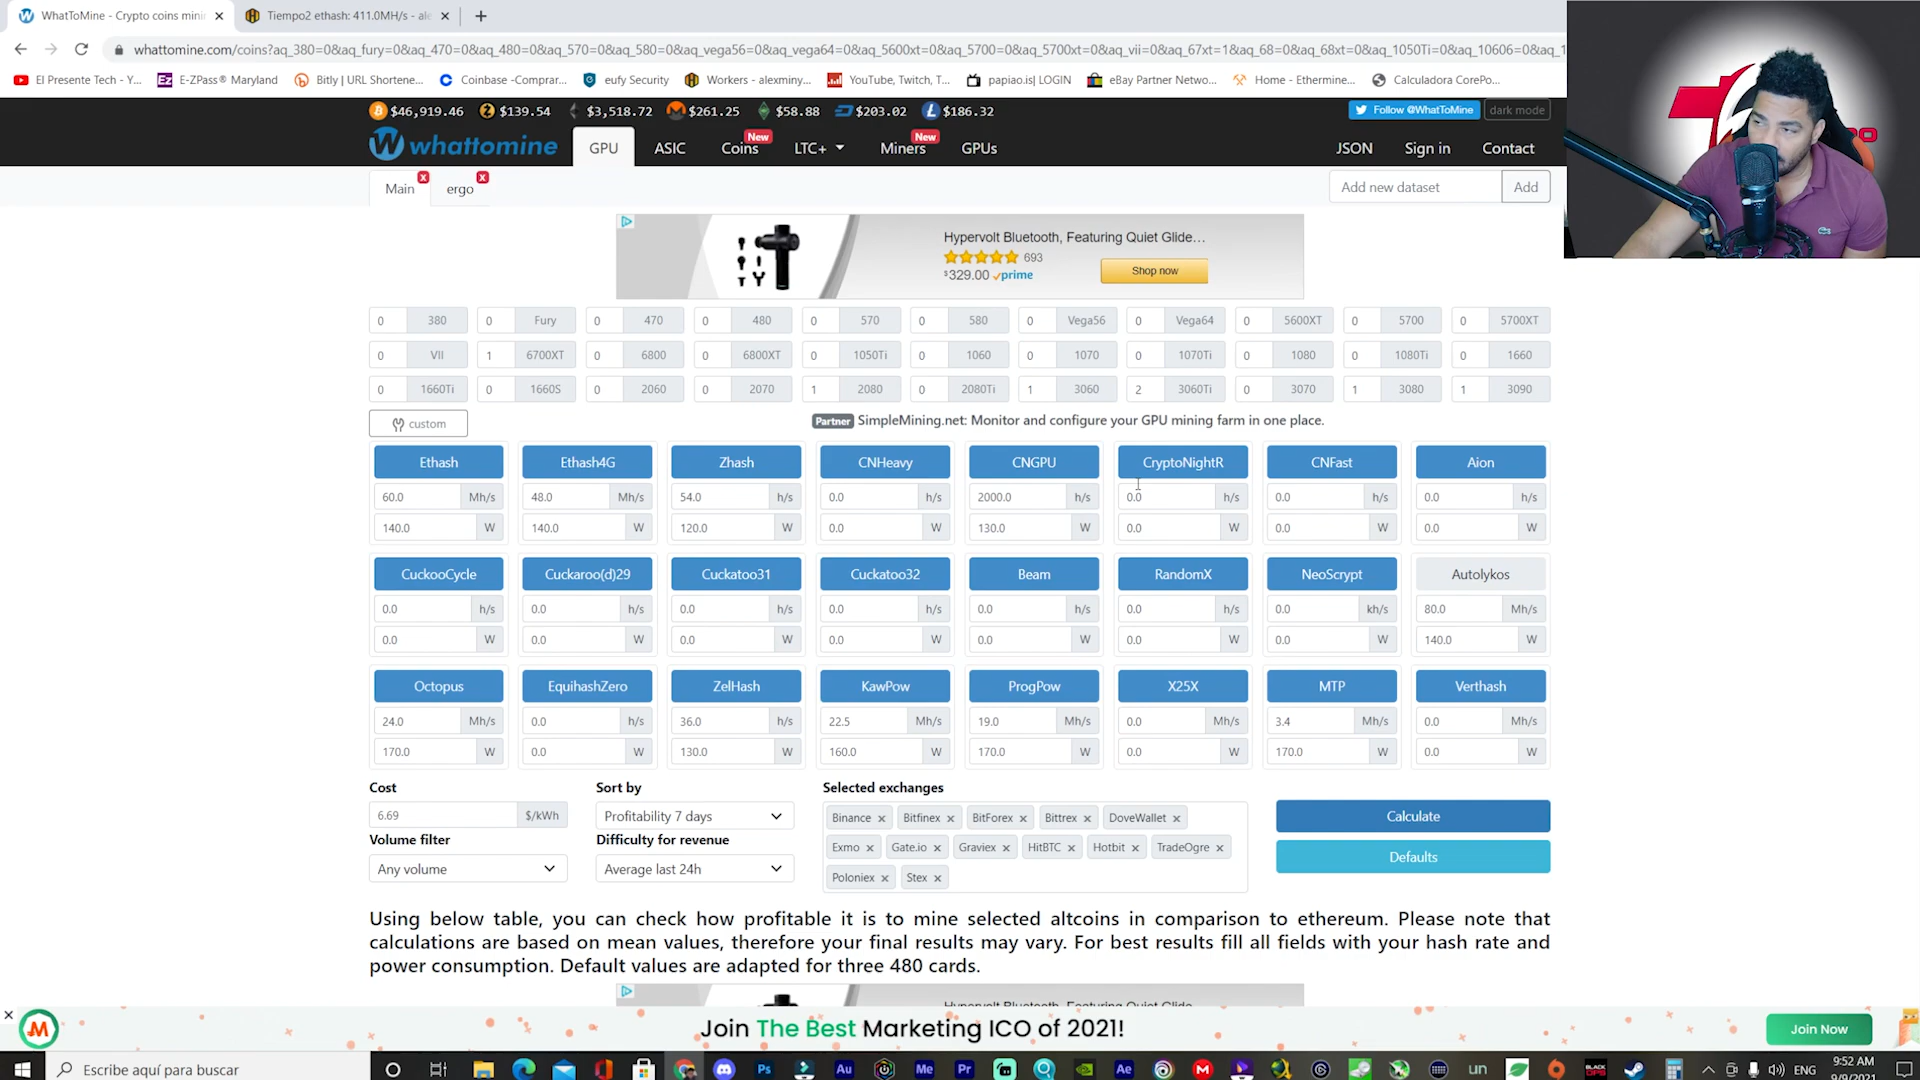 WhatToMine - Crypto coins mini
Tiempo2 ethash: 411.0MH/s - ale
whattomine.com/coins?aq_380=0&aq_fury=0&aq_470=0&aq_480=0&aq_570=0&aq_580=0&aq_vega56=0&aq_vega64=0&aq_5600xt=0&aq_5700=0&aq_5700xt=0&aq_vii=0&aq_67xt=1&aq_68=0&aq_68xt=0&aq_1050Ti=0&aq_10606=0&aq_1
El Presente Tech - Y... E-ZPass® Maryland Bitly | URL Shortene... Coinbase -Comprar... eufy Security Workers - alexminy... YouTube, Twitch, T... papiao.is| LOGIN eBay Partner Netwo... Home - Ethermine... Calculadora CorePo...
$46,919.46 $139.54 $3,518.72 $261.25 $58.88 $203.02 $186.32 Follow @WhatToMine dark mode
whattomine GPU ASIC Coins New LTC+ Miners New GPUs JSON Sign in Contact
Main x ergo x Add new dataset Add
Hypervolt Bluetooth, Featuring Quiet Glide...
693
$329.00 prime Shop now
0 380 0 Fury 0 470 0 480 0 570 0 580 0 Vega56 0 Vega64 0 5600XT 0 5700 0 5700XT
0 VII 1 6700XT 0 6800 0 6800XT 0 1050Ti 0 1060 0 1070 0 1070Ti 0 1080 0 1080Ti 0 1660
0 1660Ti 0 1660S 0 2060 0 2070 1 2080 0 2080Ti 1 3060 2 3060Ti 0 3070 1 3080 1 3090
custom Partner SimpleMining.net: Monitor and configure your GPU mining farm in one place.
Ethash Ethash4G Zhash CNHeavy CNGPU CryptoNightR CNFast Aion
60.0 Mh/s 48.0 Mh/s 54.0 h/s 0.0 h/s 2000.0 h/s 0.0 h/s 0.0 h/s 0.0 h/s
140.0 W 140.0 W 120.0 W 0.0 W 130.0 W 0.0 W 0.0 W 0.0 W
CuckooCycle Cuckaroo(d)29 Cuckatoo31 Cuckatoo32 Beam RandomX NeoScrypt Autolykos
0.0 h/s 0.0 h/s 0.0 h/s 0.0 h/s 0.0 h/s 0.0 h/s 0.0 kh/s 80.0 Mh/s
0.0 W 0.0 W 0.0 W 0.0 W 0.0 W 0.0 W 0.0 W 140.0 W
Octopus EquihashZero ZelHash KawPow ProgPow X25X MTP Verthash
24.0 Mh/s 0.0 h/s 36.0 h/s 22.5 Mh/s 19.0 Mh/s 0.0 Mh/s 3.4 Mh/s 0.0 Mh/s
170.0 W 0.0 W 130.0 W 160.0 W 170.0 W 0.0 W 170.0 W 0.0 W
Cost Sort by Selected exchanges
6.69 $/kWh Profitability 7 days Binance × Bitfinex × BitForex × Bittrex × DoveWallet × Calculate
Volume filter Difficulty for revenue Exmo × Gate.io × Graviex × HitBTC × Hotbit × TradeOgre × Defaults
Any volume Average last 24h Poloniex × Stex ×
Using below table, you can check how profitable it is to mine selected altcoins in comparison to ethereum. Please note that
calculations are based on mean values, therefore your final results may vary. For best results fill all fields with your hash rate and
power consumption. Default values are adapted for three 480 cards.
Join The Best Marketing ICO of 2021! Join Now
Escribe aquí para buscar
ENG 9:52 AM